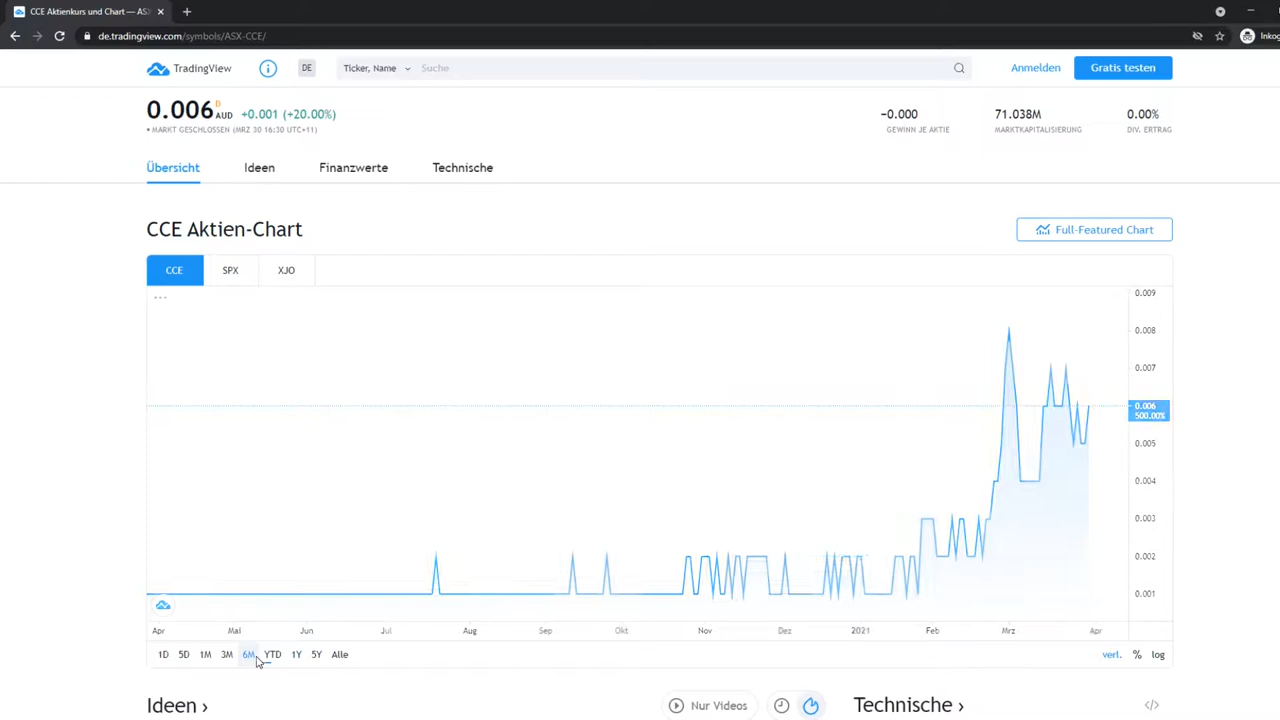 CCE Aktienkurs und Chart — AS
de.tradingview.com/symbols/ASX-CCE/
Inkog
TradingView
DE
Ticker, Name
Suche
Anmelden
Gratis testen
0.006 D AUD +0.001 (+20.00%)
• MARKT GESCHLOSSEN (MRZ 30 16:30 UTC+11)
−0.000
GEWINN JE AKTIE
71.038M
MARKTKAPITALISIERUNG
0.00%
DIV. ERTRAG
Übersicht
Ideen
Finanzwerte
Technische
CCE Aktien-Chart
Full-Featured Chart
CCE
SPX
XJO
0.009
0.008
0.007
0.006
500.00%
0.005
0.004
0.003
0.002
0.001
Apr Mai Jun Jul Aug Sep Okt Nov Dez 2021 Feb Mrz Apr
1D 5D 1M 3M 6M YTD 1Y 5Y Alle
verl. % log
Ideen ›
Nur Videos
Technische ›